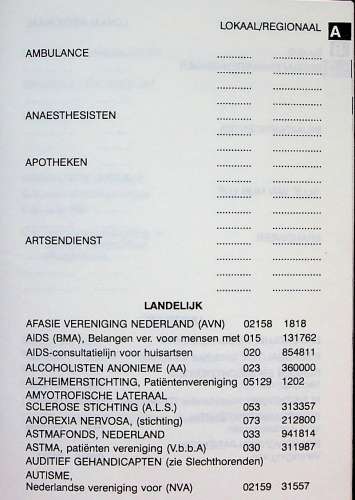 LOKAAL/REGIONAAL A
AMBULANCE
ANAESTHESISTEN
APOTHEKEN
ARTSENDIENST
LANDELIJK
AFASIE VERENIGING NEDERLAND (AVN) 02158 1818
AIDS (BMA), Belangen ver. voor mensen met 015 131762
AIDS-consultatielijn voor huisartsen 020 854811
ALCOHOLISTEN ANONIEME (AA) 023 360000
ALZHEIMERSTICHTING, Patiëntenvereniging 05129 1202
AMYOTROFISCHE LATERAAL
SCLEROSE STICHTING (A.L.S.) 053 313357
ANOREXIA NERVOSA, (stichting) 073 212800
ASTMAFONDS, NEDERLAND 033 941814
ASTMA, patiënten vereniging (V.b.b.A) 030 311987
AUDITIEF GEHANDICAPTEN (zie Slechthorenden)
AUTISME,
Nederlandse vereniging voor (NVA) 02159 31557